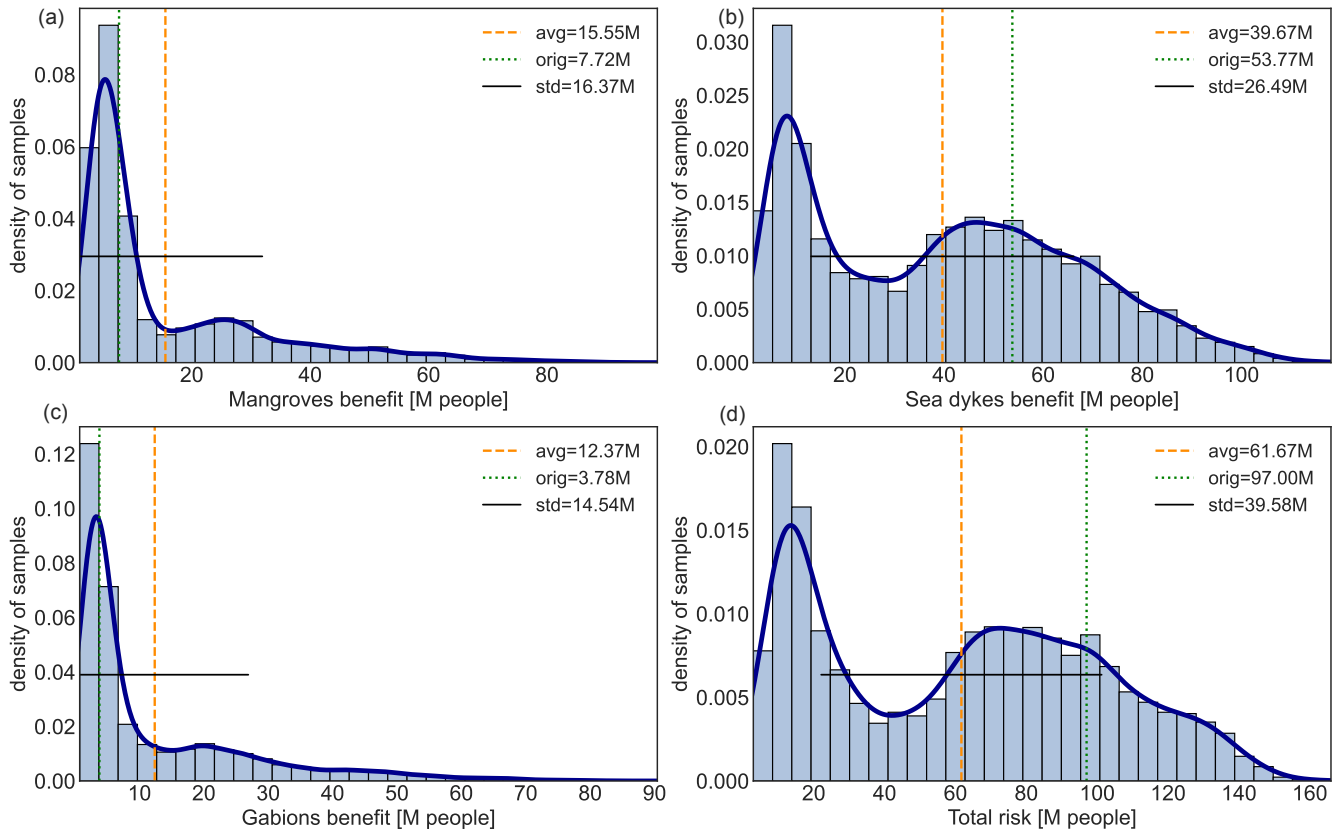 (a)
avg=15.55M
orig=7.72M
std=16.37M
density of samples
0.08
0.06
0.04
0.02
0.00
20
40
60
80
Mangroves benefit [M people]
(b)
avg=39.67M
orig=53.77M
std=26.49M
density of samples
0.030
0.025
0.020
0.015
0.010
0.005
0.000
20
40
60
80
100
Sea dykes benefit [M people]
(c)
avg=12.37M
orig=3.78M
std=14.54M
density of samples
0.12
0.10
0.08
0.06
0.04
0.02
0.00
10
20
30
40
50
60
70
80
90
Gabions benefit [M people]
(d)
avg=61.67M
orig=97.00M
std=39.58M
density of samples
0.020
0.015
0.010
0.005
0.000
20
40
60
80
100
120
140
160
Total risk [M people]